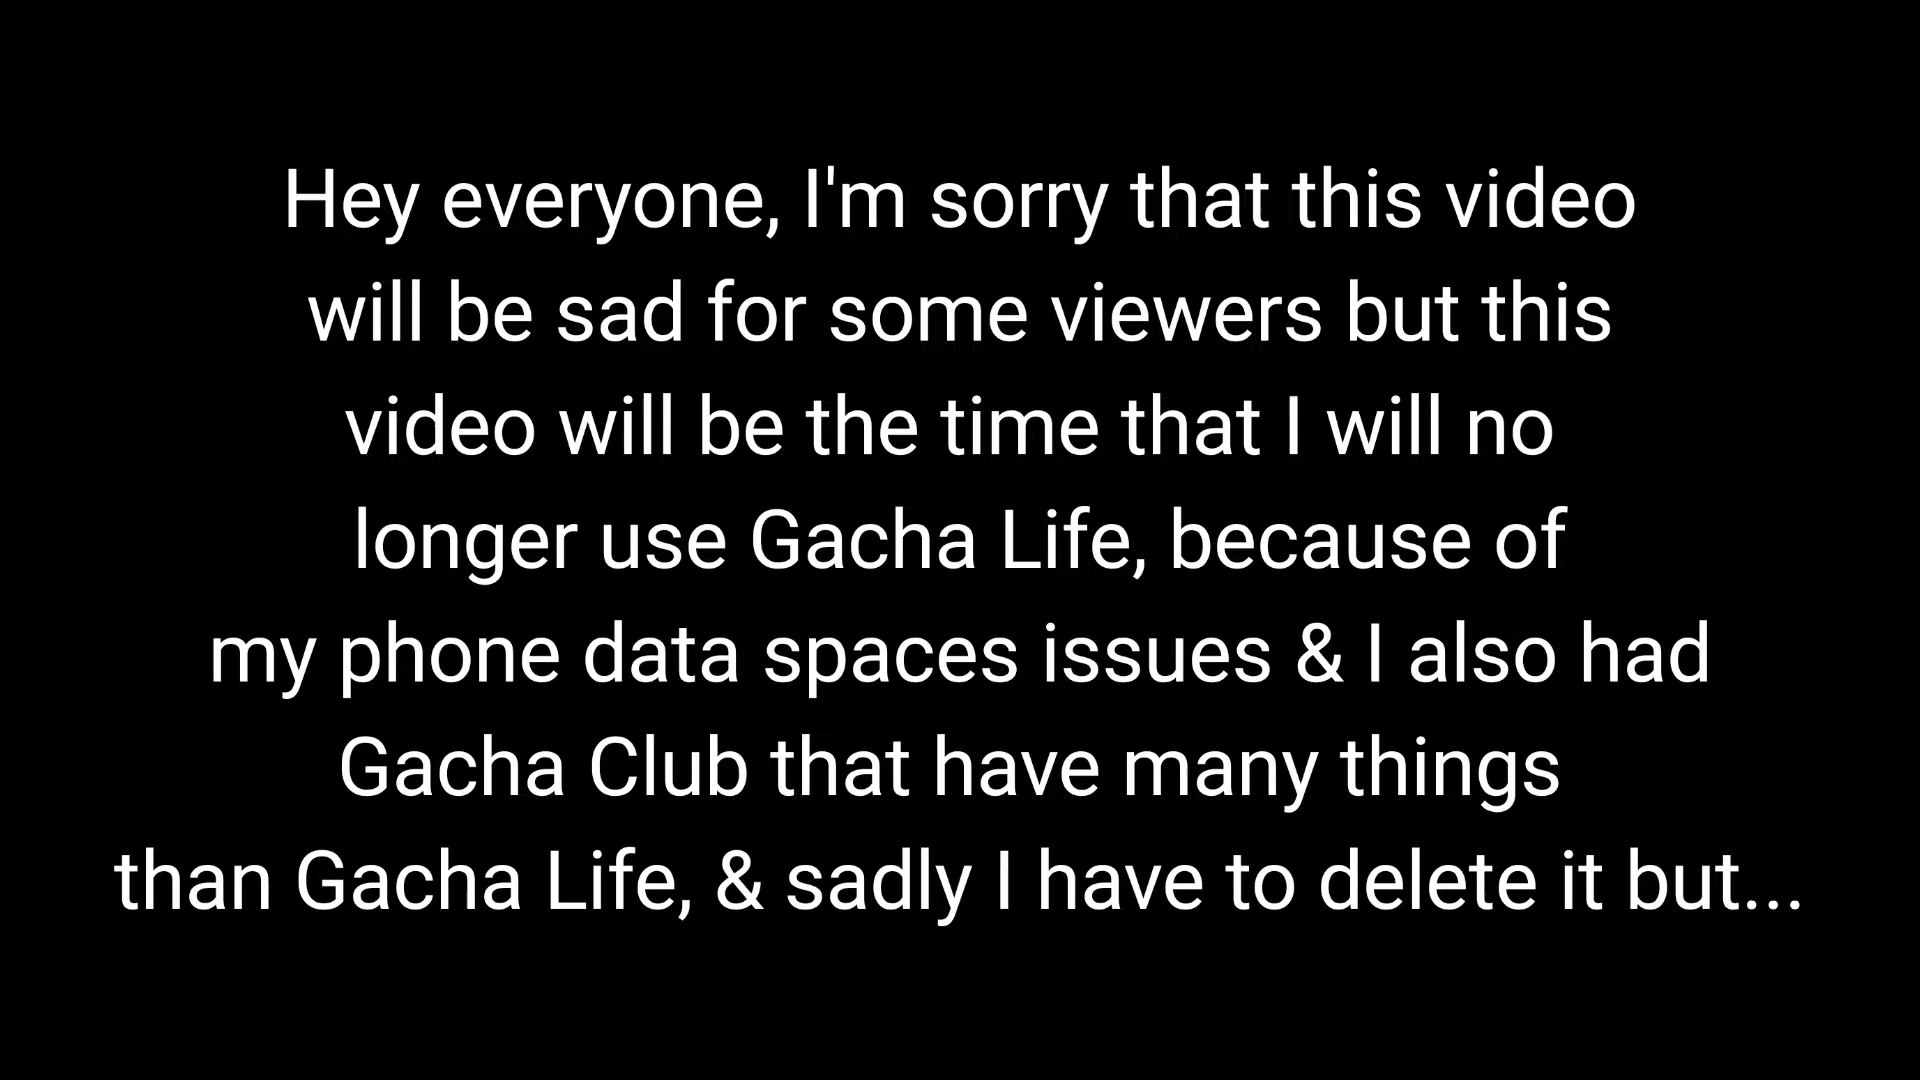 Hey everyone, I'm sorry that this video
will be sad for some viewers but this
video will be the time that I will no
longer use Gacha Life, because of
my phone data spaces issues & I also had
Gacha Club that have many things
than Gacha Life, & sadly I have to delete it but...